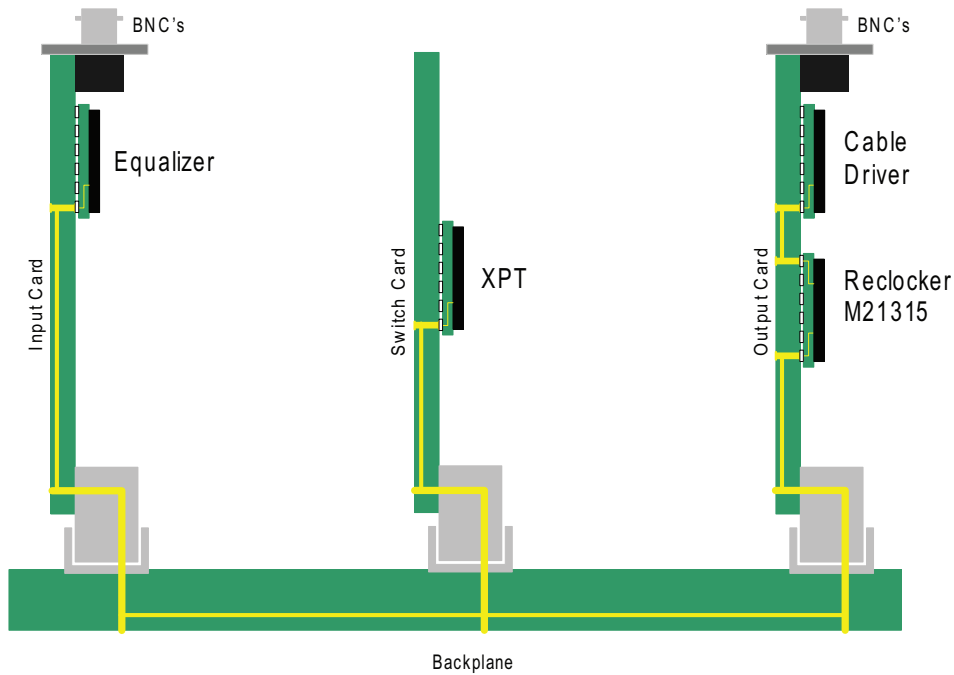 BNC's
BNC's
Equalizer
Cable
Driver
Input Card
Switch Card
XPT
Output Card
Reclocker
M21315
Backplane